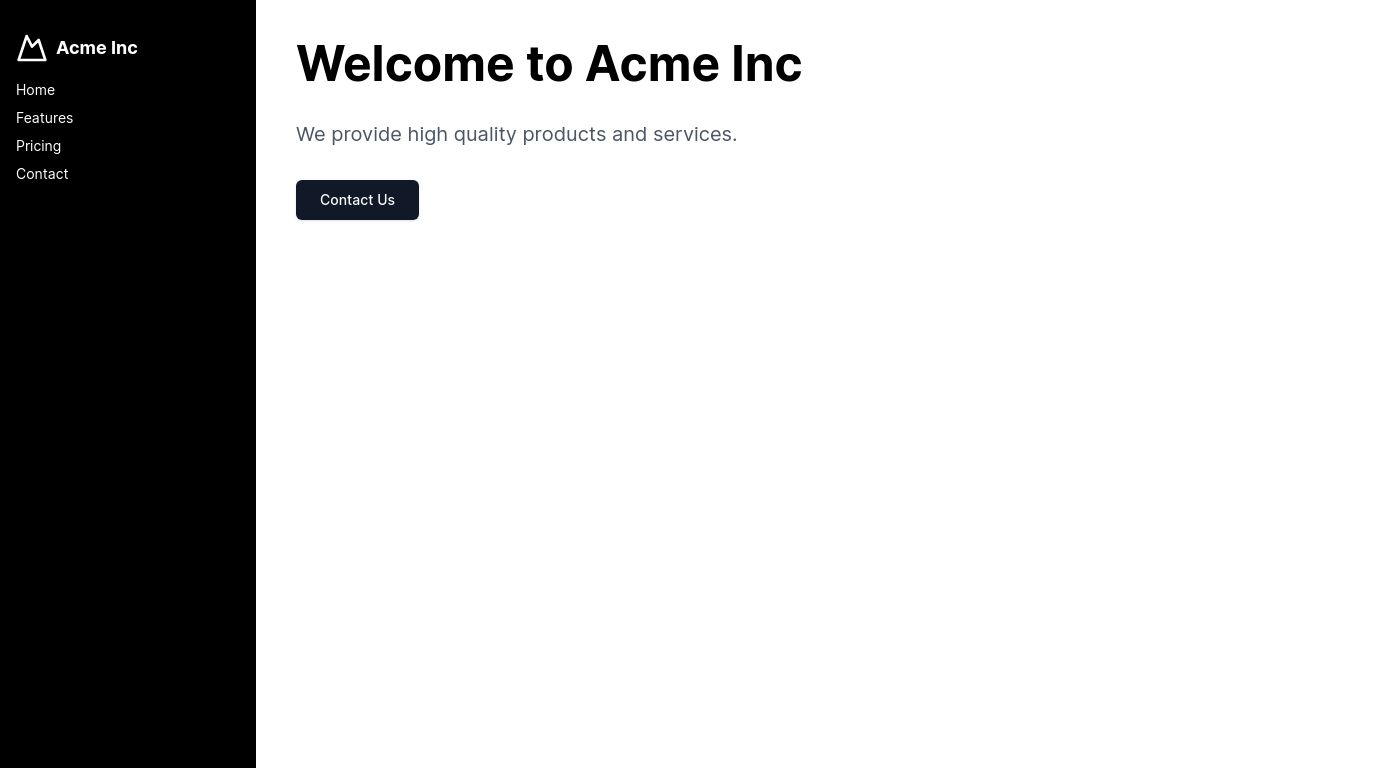 Acme Inc
Home
Features
Pricing
Contact
Welcome to Acme Inc
We provide high quality products and services.
Contact Us